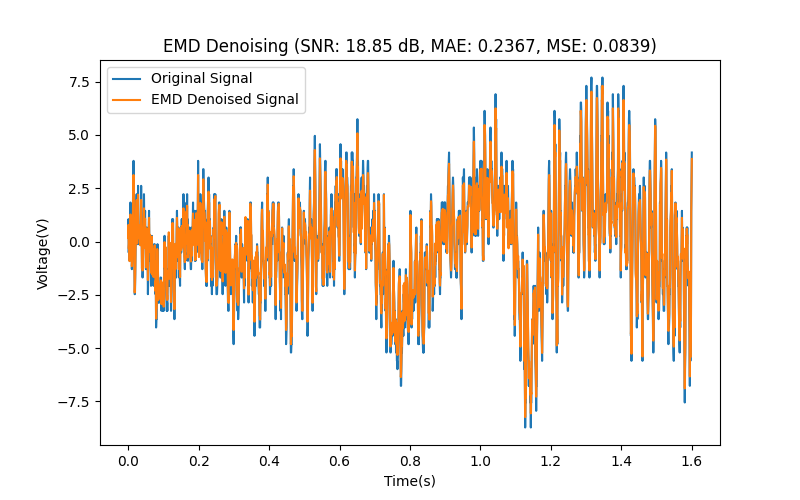 EMD Denoising (SNR: 18.85 dB, MAE: 0.2367, MSE: 0.0839)
Original Signal
EMD Denoised Signal
7.5
5.0
2.5
0.0
−2.5
−5.0
−7.5
Voltage(V)
0.0 0.2 0.4 0.6 0.8 1.0 1.2 1.4 1.6
Time(s)